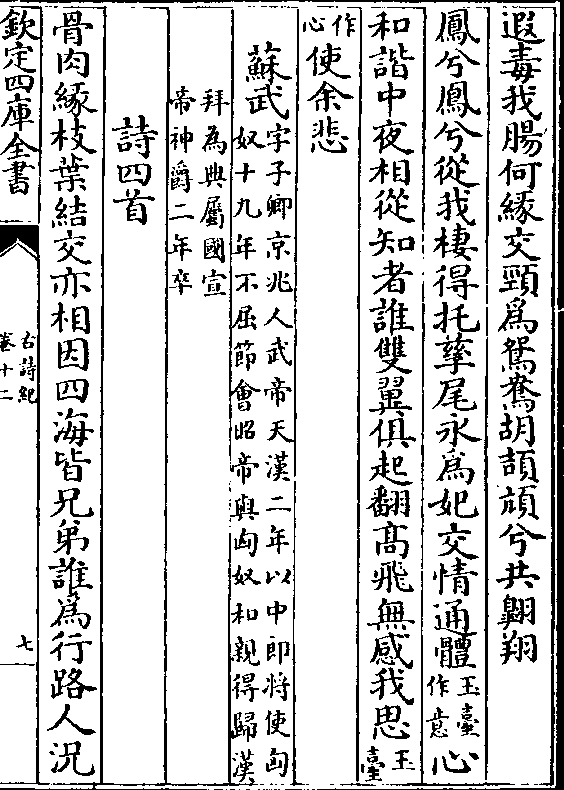 遐毒我腸何緣交頸為鴛鴦胡頡頏兮共翺翔
鳳兮鳳兮從我棲得托孳尾永為妃交情通體玉臺作意心
和諧中夜相從知者誰雙翼俱起翻高飛無感我思玉臺
作心使余悲
蘇武字子卿京兆人武帝天漢二年以中郎將使匈
奴十九年不屈節會昭帝與匈奴和親得歸漢
拜為典屬國宣
帝神爵二年卒
詩四首
骨肉緣枝葉結交亦相因四海皆兄弟誰為行路人況
欽定四庫全書
古詩紀
卷十二
七